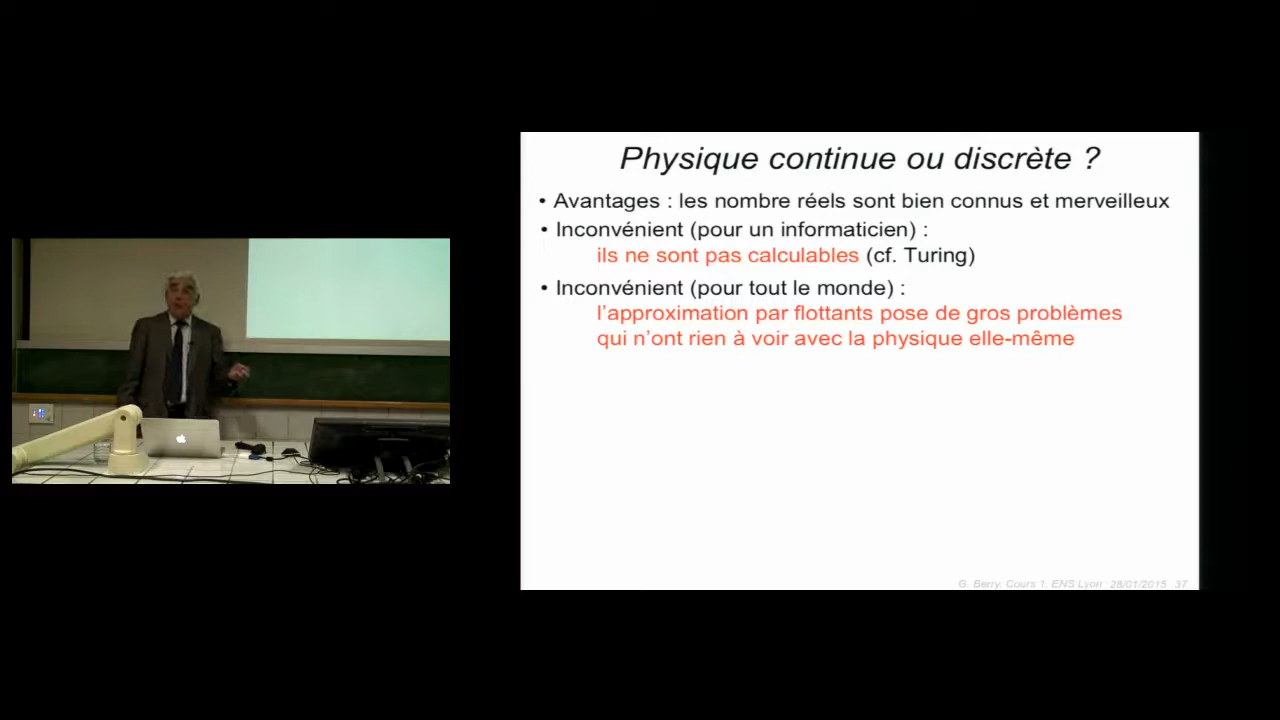 Physique continue ou discrète ?
• Avantages : les nombre réels sont bien connus et merveilleux
• Inconvénient (pour un informaticien) :
ils ne sont pas calculables (cf. Turing)
• Inconvénient (pour tout le monde) :
l'approximation par flottants pose de gros problèmes
qui n'ont rien à voir avec la physique elle-même
G. Berry, Cours 1, ENS Lyon 28/01/2015 37